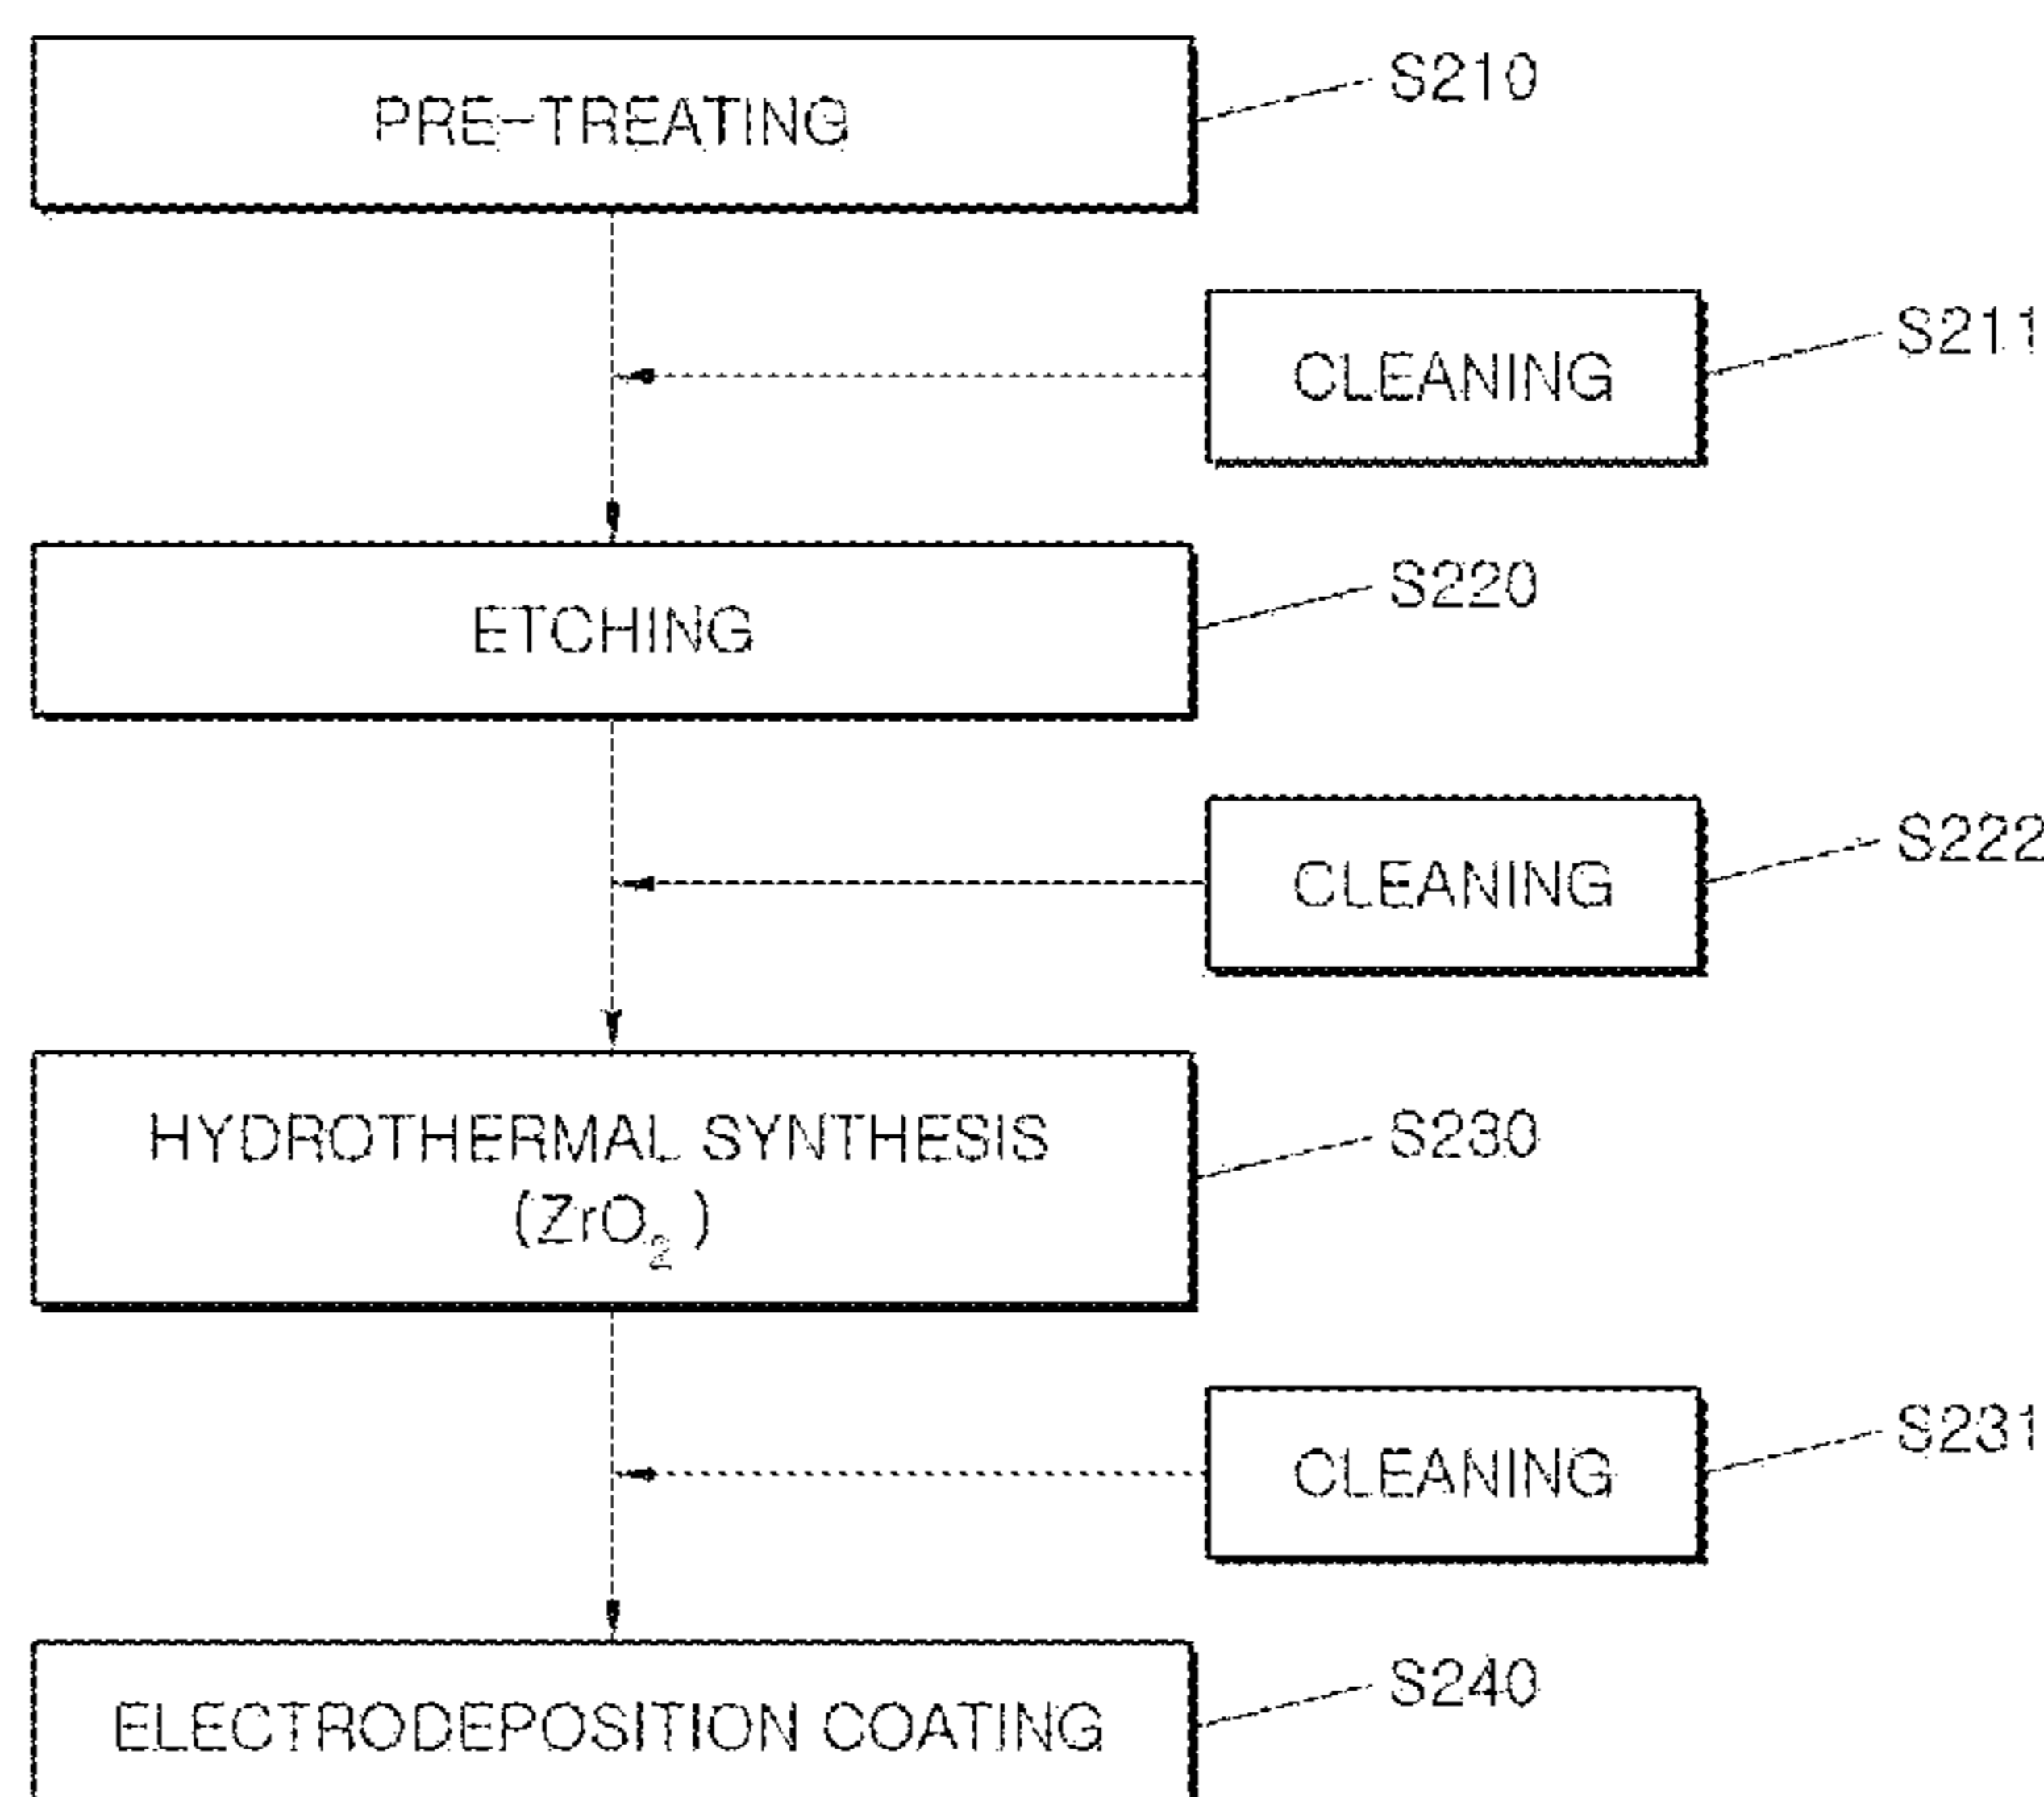 PRE-TREATING
S210
CLEANING
S211
ETCHING
S220
CLEANING
S222
HYDROTHERMAL SYNTHESIS
(ZrO₂)
S230
CLEANING
S231
ELECTRODEPOSITION COATING
S240